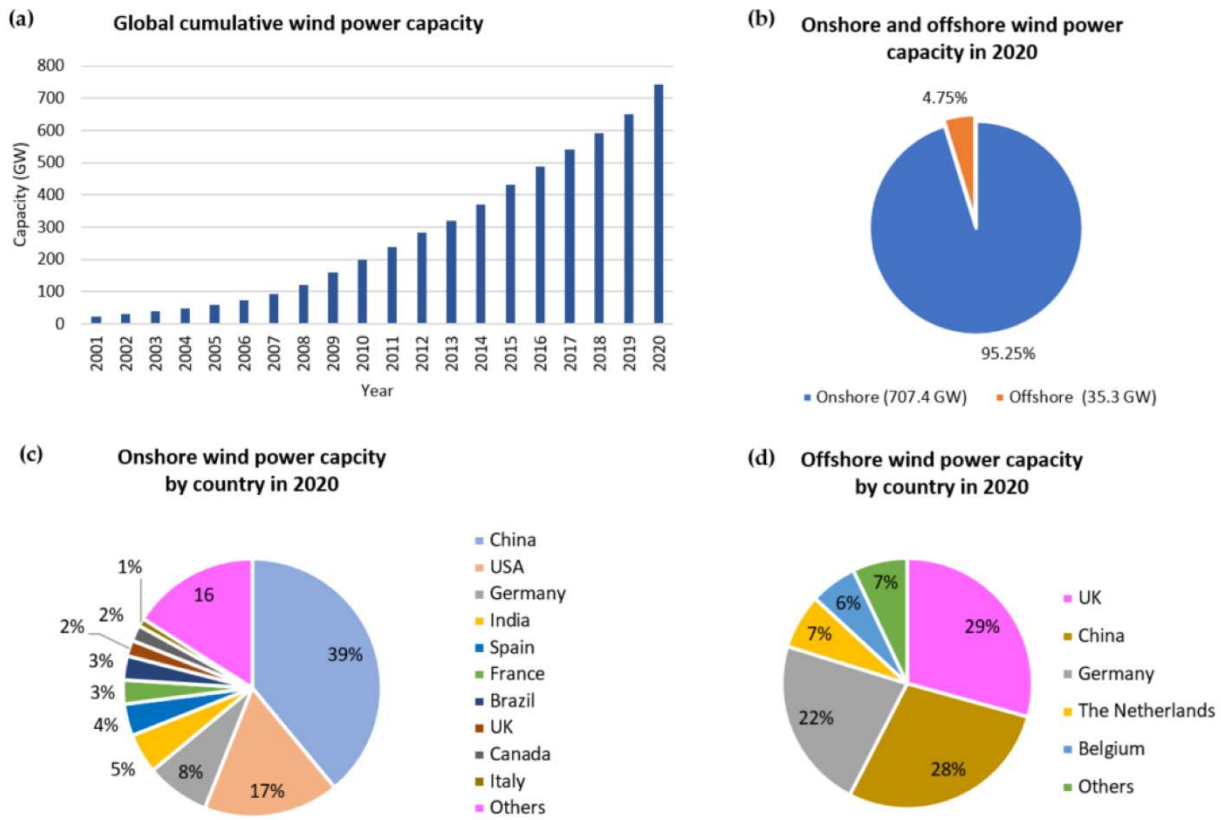 (a)
Global cumulative wind power capacity
800
700
600
500
400
300
200
100
0
Capacity (GW)
2001
2002
2003
2004
2005
2006
2007
2008
2009
2010
2011
2012
2013
2014
2015
2016
2017
2018
2019
2020
Year
(b)
Onshore and offshore wind power
capacity in 2020
4.75%
95.25%
Onshore (707.4 GW)
Offshore (35.3 GW)
(c)
Onshore wind power capcity
by country in 2020
39%
17%
8%
5%
4%
3%
3%
2%
2%
1%
16
China
USA
Germany
India
Spain
France
Brazil
UK
Canada
Italy
Others
(d)
Offshore wind power capacity
by country in 2020
29%
28%
22%
7%
6%
7%
UK
China
Germany
The Netherlands
Belgium
Others